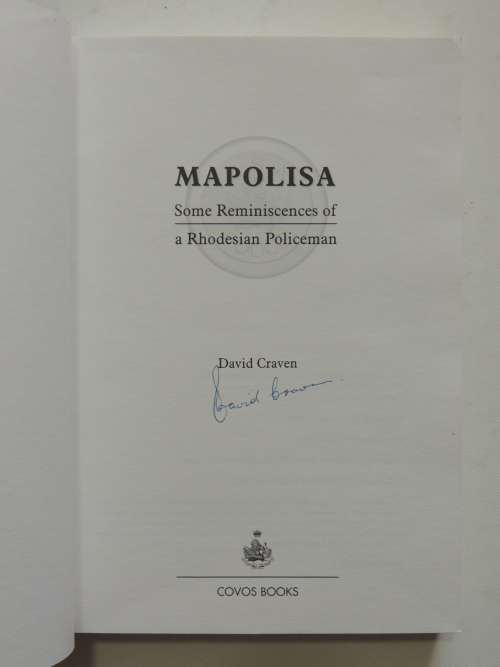 MAPOLISA
Some Reminiscences of
a Rhodesian Policeman
David Craven
David Craven
COVOS BOOKS